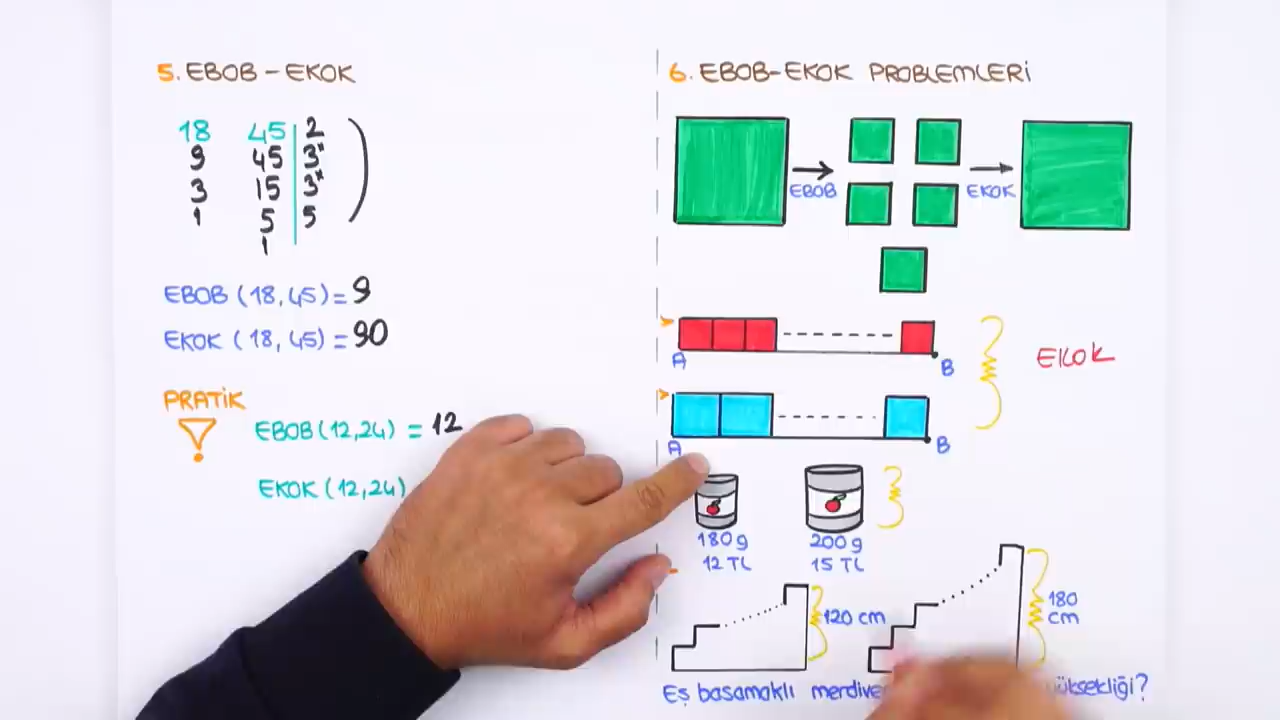 5. EBOB – EKOK
18 45 2
9 45 3*
3 15 3*
1 5 5
1
EBOB (18,45) = 9
EKOK (18,45) = 90
PRATİK
EBOB (12,24) = 12
EKOK (12,24)
6. EBOB-EKOK PROBLEMLERİ
EBOB
EKOK
A
B
EKOK
A
B
180 g
12 TL
200 g
15 TL
120 cm
180 cm
Eş basamaklı